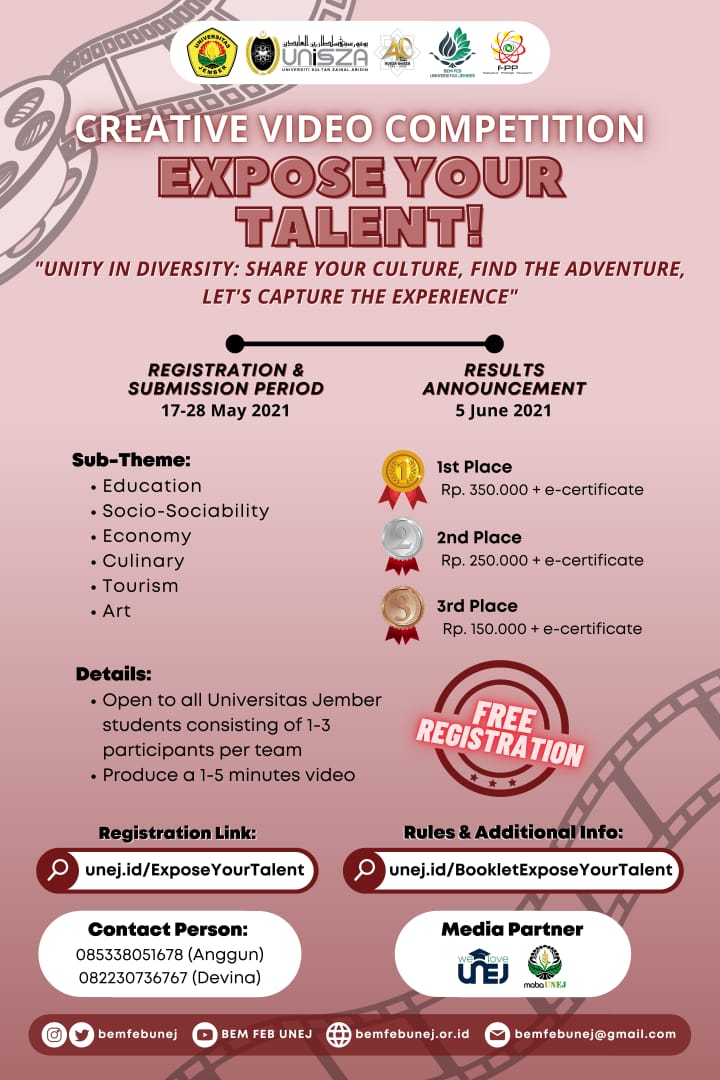 UNIVERSITAS
JEMBER
UNISZA
UNIVERSITI SULTAN ZAINAL ABIDIN
BEM FEB
UNIVERSITAS JEMBER
FPP
CREATIVE VIDEO COMPETITION
EXPOSE YOUR
TALENT!
"UNITY IN DIVERSITY: SHARE YOUR CULTURE, FIND THE ADVENTURE,
LET'S CAPTURE THE EXPERIENCE"
REGISTRATION &
SUBMISSION PERIOD
17-28 May 2021
RESULTS
ANNOUNCEMENT
5 June 2021
Sub-Theme:
• Education
• Socio-Sociability
• Economy
• Culinary
• Tourism
• Art
1
1st Place
Rp. 350.000 + e-certificate
2
2nd Place
Rp. 250.000 + e-certificate
3
3rd Place
Rp. 150.000 + e-certificate
Details:
• Open to all Universitas Jember
students consisting of 1-3
participants per team
• Produce a 1-5 minutes video
FREE
REGISTRATION
Registration Link:
unej.id/ExposeYourTalent
Rules & Additional Info:
unej.id/BookletExposeYourTalent
Contact Person:
085338051678 (Anggun)
082230736767 (Devina)
Media Partner
we love
UNEJ
maba UNEJ
bemfebunej
BEM FEB UNEJ
bemfebunej.or.id
bemfebunej@gmail.com